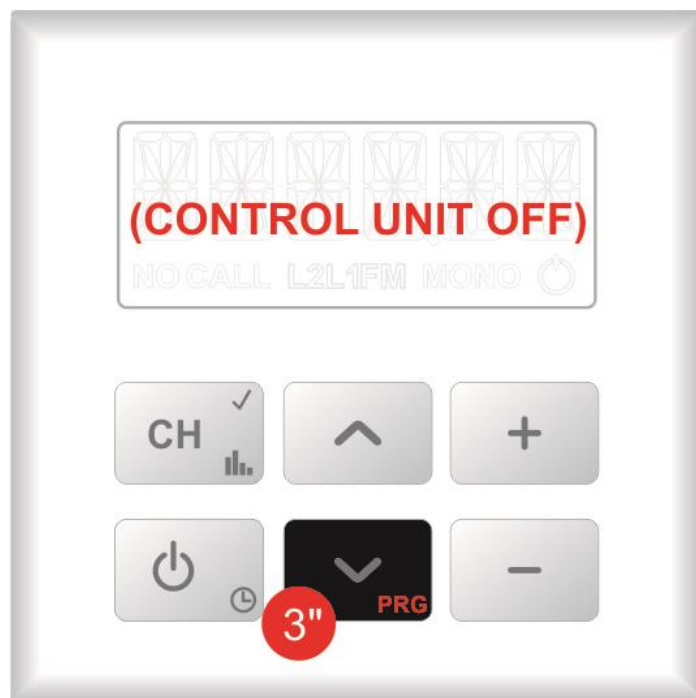 (CONTROL UNIT OFF)
NO CALL L2L1FM MONO
CH
+
PRG
−
3"